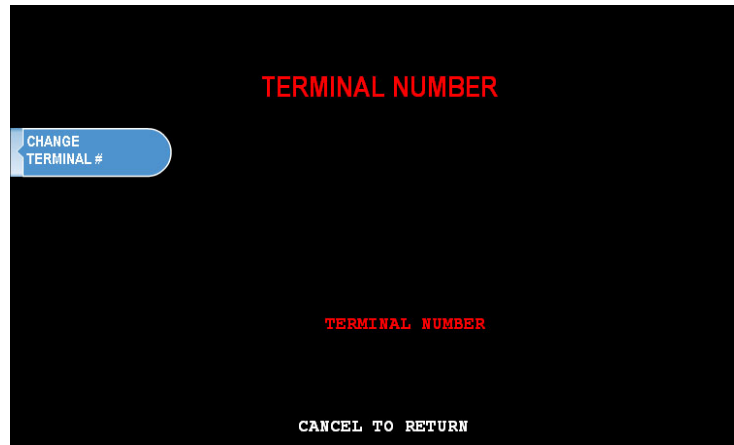 TERMINAL NUMBER
CHANGE
TERMINAL #
TERMINAL NUMBER
CANCEL TO RETURN